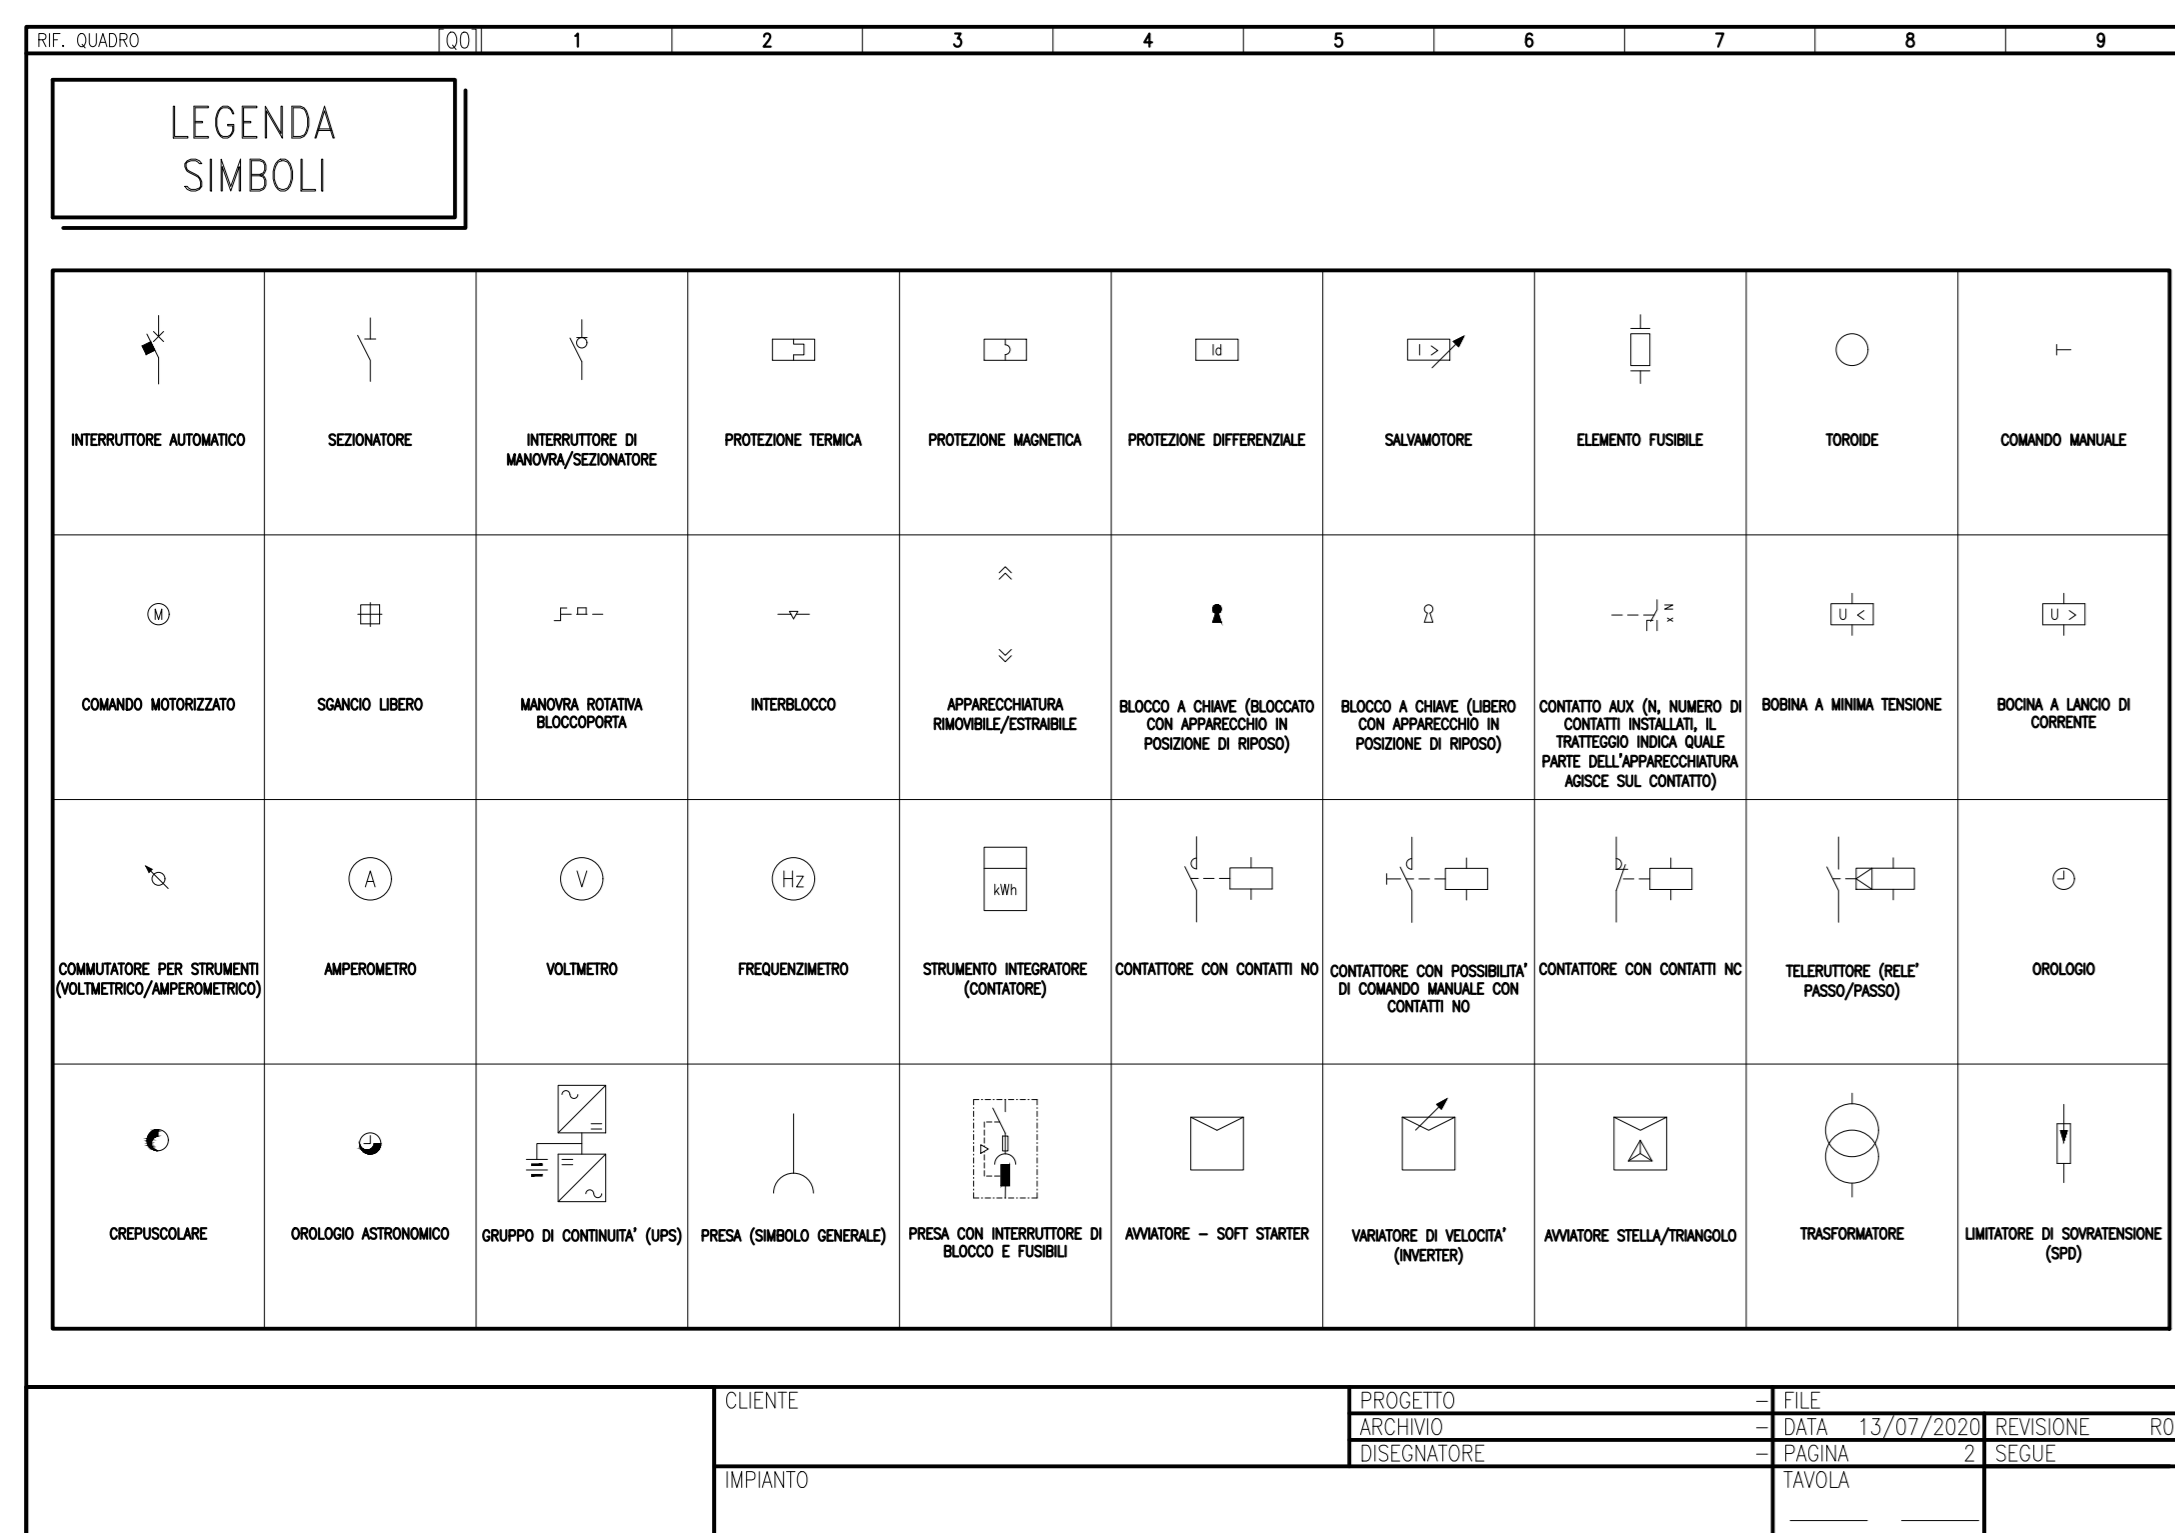 RIF. QUADRO Q0 1 2 3 4 5 6 7 8 9
LEGENDA
SIMBOLI
Id
I >
INTERRUTTORE AUTOMATICO
SEZIONATORE
INTERRUTTORE DI
MANOVRA/SEZIONATORE
PROTEZIONE TERMICA
PROTEZIONE MAGNETICA
PROTEZIONE DIFFERENZIALE
SALVAMOTORE
ELEMENTO FUSIBILE
TOROIDE
COMANDO MANUALE
M
x N
U <
U >
COMANDO MOTORIZZATO
SGANCIO LIBERO
MANOVRA ROTATIVA
BLOCCOPORTA
INTERBLOCCO
APPARECCHIATURA
RIMOVIBILE/ESTRAIBILE
BLOCCO A CHIAVE (BLOCCATO
CON APPARECCHIO IN
POSIZIONE DI RIPOSO)
BLOCCO A CHIAVE (LIBERO
CON APPARECCHIO IN
POSIZIONE DI RIPOSO)
CONTATTO AUX (N, NUMERO DI
CONTATTI INSTALLATI, IL
TRATTEGGIO INDICA QUALE
PARTE DELL'APPARECCHIATURA
AGISCE SUL CONTATTO)
BOBINA A MINIMA TENSIONE
BOCINA A LANCIO DI
CORRENTE
A
V
Hz
kWh
COMMUTATORE PER STRUMENTI
(VOLTMETRICO/AMPEROMETRICO)
AMPEROMETRO
VOLTMETRO
FREQUENZIMETRO
STRUMENTO INTEGRATORE
(CONTATORE)
CONTATTORE CON CONTATTI NO
CONTATTORE CON POSSIBILITA'
DI COMANDO MANUALE CON
CONTATTI NO
CONTATTORE CON CONTATTI NC
TELERUTTORE (RELE'
PASSO/PASSO)
OROLOGIO
CREPUSCOLARE
OROLOGIO ASTRONOMICO
GRUPPO DI CONTINUITA' (UPS)
PRESA (SIMBOLO GENERALE)
PRESA CON INTERRUTTORE DI
BLOCCO E FUSIBILI
AVVIATORE – SOFT STARTER
VARIATORE DI VELOCITA'
(INVERTER)
AVVIATORE STELLA/TRIANGOLO
TRASFORMATORE
LIMITATORE DI SOVRATENSIONE
(SPD)
CLIENTE
PROGETTO –
FILE
ARCHIVIO –
DATA 13/07/2020
REVISIONE R0
DISEGNATORE –
PAGINA 2
SEGUE
IMPIANTO
TAVOLA